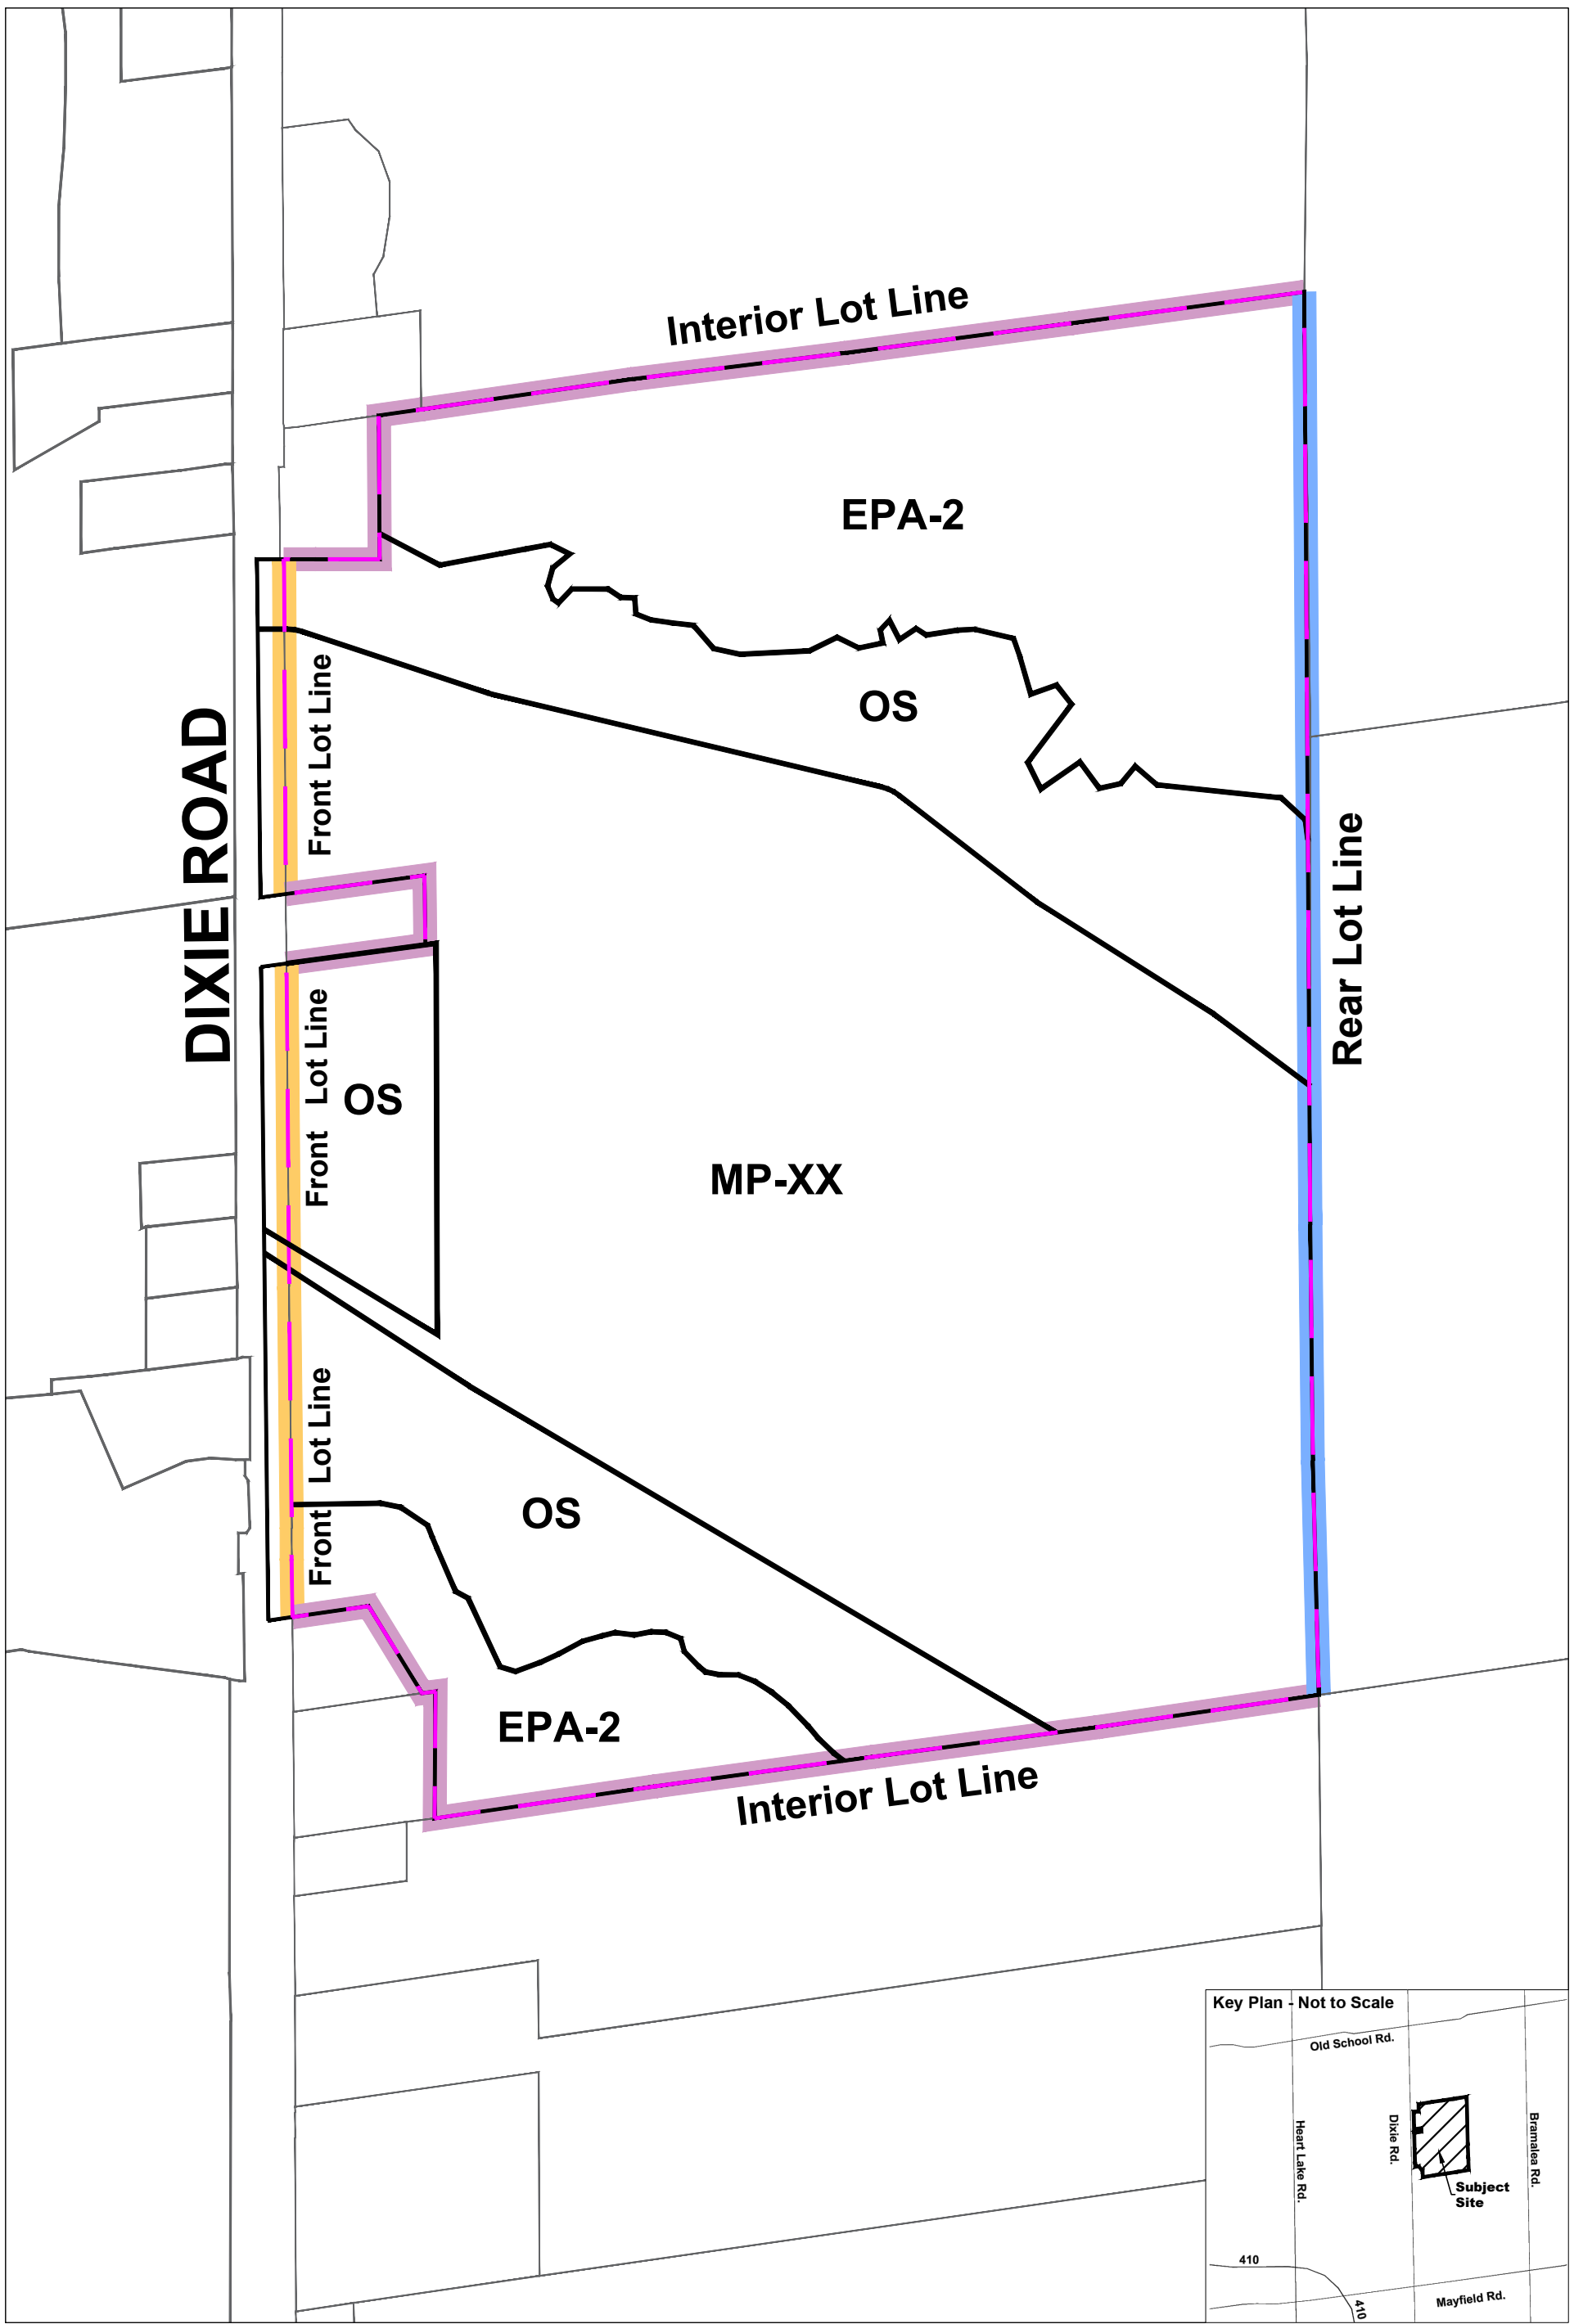 Interior Lot Line
EPA-2
Front Lot Line
OS
DIXIE ROAD
Rear Lot Line
Front Lot Line
OS
MP-XX
Front Lot Line
OS
EPA-2
Interior Lot Line
Key Plan - Not to Scale
Old School Rd.
Heart Lake Rd.
Dixie Rd.
Bramalea Rd.
Subject
Site
410
410
Mayfield Rd.